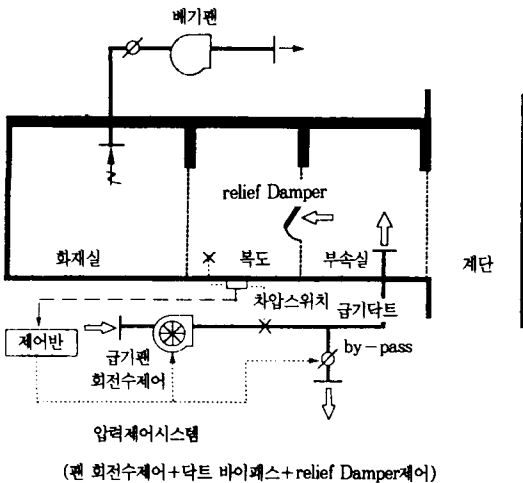 배기팬
relief Damper
화재실
복도
부속실
계단
차압스위치
급기닥트
제어반
급기팬
회전수제어
by-pass
압력제어시스템
(팬 회전수제어+닥트 바이패스+relief Damper제어)